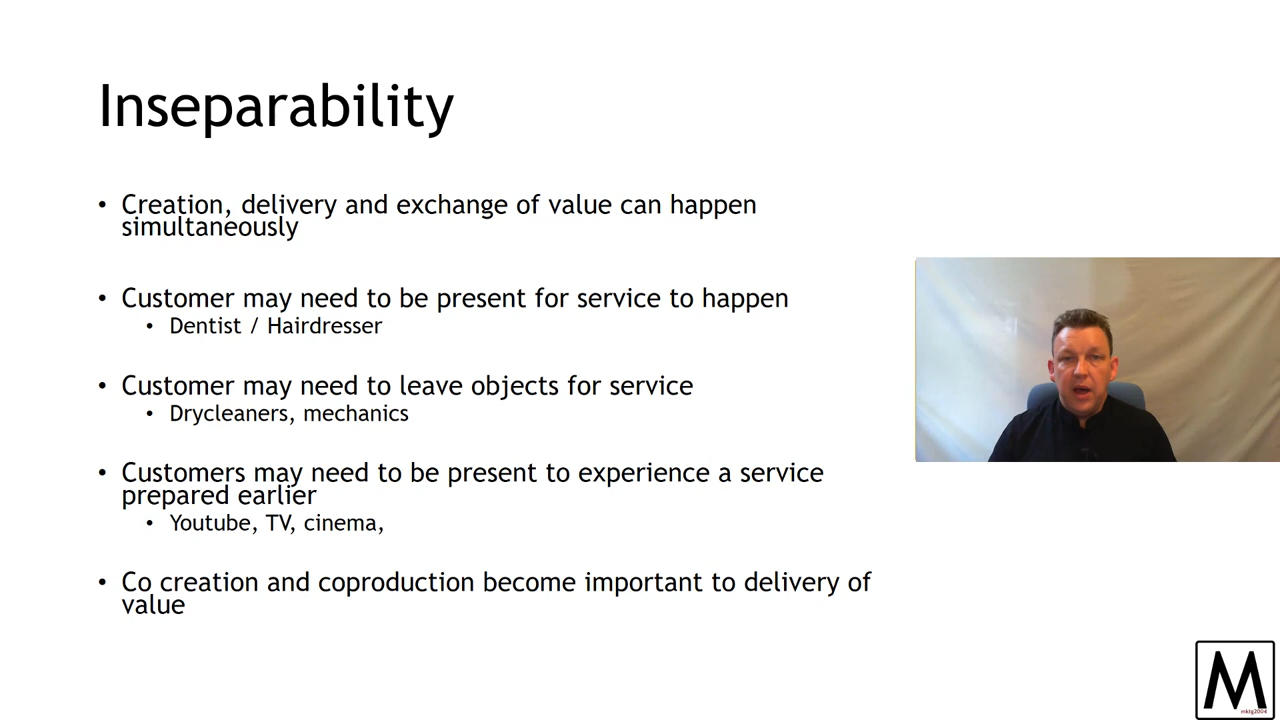 Inseparability
• Creation, delivery and exchange of value can happen
simultaneously
• Customer may need to be present for service to happen
• Dentist / Hairdresser
• Customer may need to leave objects for service
• Drycleaners, mechanics
• Customers may need to be present to experience a service
prepared earlier
• Youtube, TV, cinema,
• Co creation and coproduction become important to delivery of
value
M
mktg2004